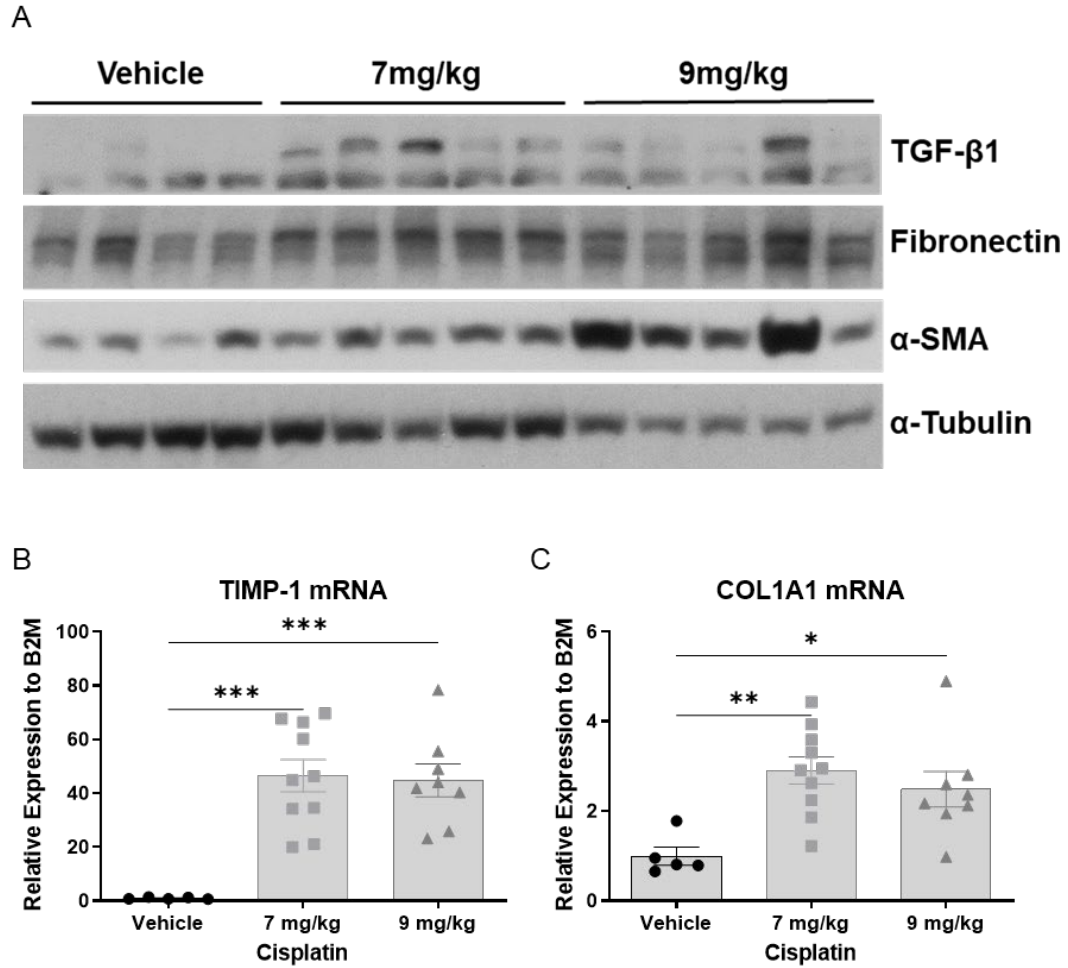 A
Vehicle 7mg/kg 9mg/kg
TGF-β1
Fibronectin
α-SMA
α-Tubulin
B
TIMP-1 mRNA
Relative Expression to B2M
100
80
60
40
20
0
***
***
Vehicle 7 mg/kg 9 mg/kg
Cisplatin
C
COL1A1 mRNA
Relative Expression to B2M
6
4
2
0
*
**
Vehicle 7 mg/kg 9 mg/kg
Cisplatin